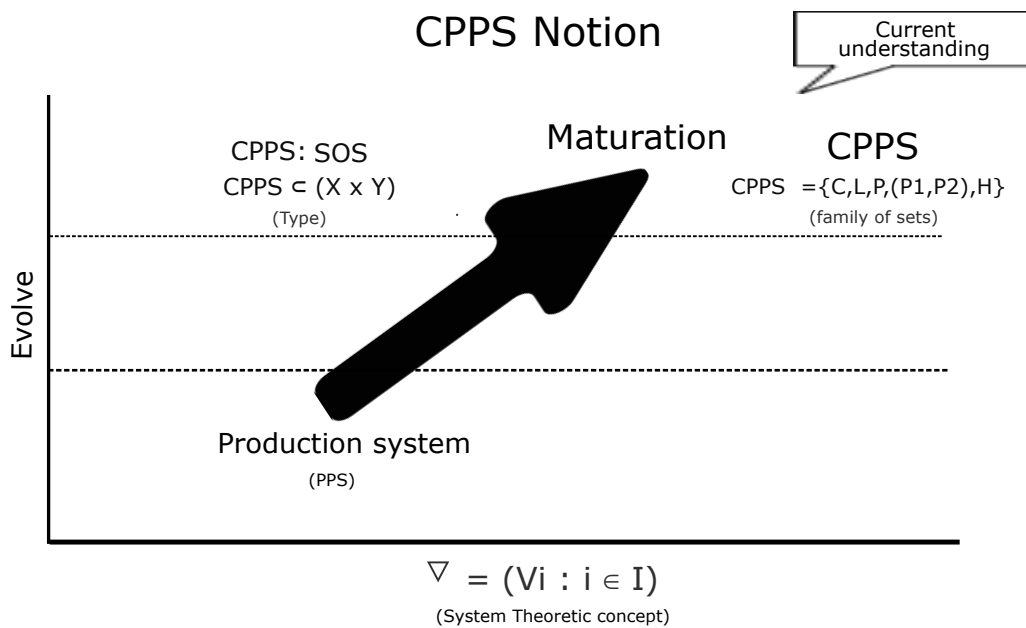 CPPS Notion
Current
understanding
Maturation
CPPS: SOS
CPPS ⊂ (X x Y)
(Type)
CPPS
CPPS ={C,L,P,(P1,P2),H}
(family of sets)
Evolve
Production system
(PPS)
▽ = (Vi : i ∈ I)
(System Theoretic concept)